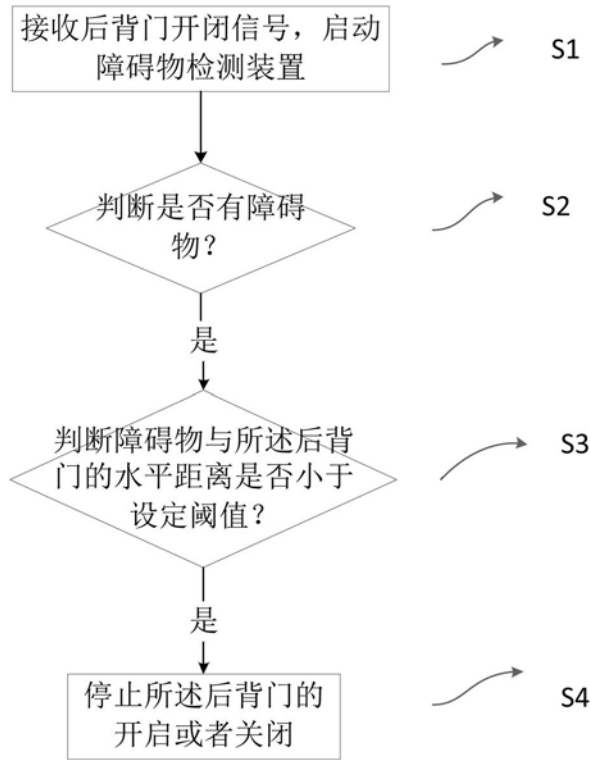 接收后背门开闭信号，启动
障碍物检测装置
S1
判断是否有障碍
物？
S2
是
判断障碍物与所述后背
门的水平距离是否小于
设定阈值？
S3
是
停止所述后背门的
开启或者关闭
S4